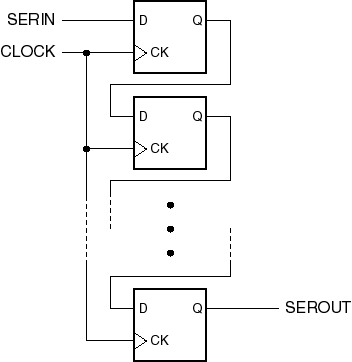 SERIN D Q
CLOCK CK
D Q
CK
D Q SEROUT
CK